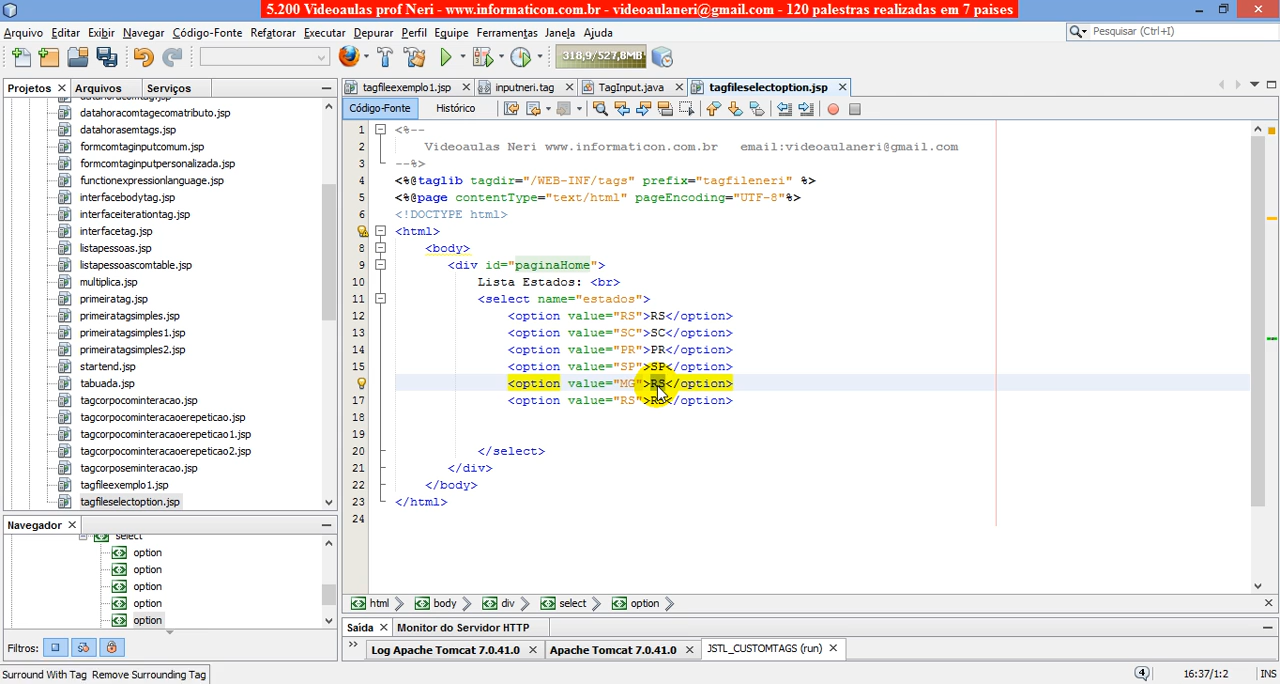 5.200 Videoaulas prof Neri - www.informaticon.com.br - videoaulaneri@gmail.com - 120 palestras realizadas em 7 paises
Arquivo Editar Exibir Navegar Código-Fonte Refatorar Executar Depurar Perfil Equipe Ferramentas Janela Ajuda
Pesquisar (Ctrl+I)
318,9/527,8MB
Projetos Arquivos Serviços
tagfileexemplo1.jsp inputneri.tag TagInput.java tagfileselectoption.jsp
Código-Fonte Histórico
datahoracomtagecomatributo.jsp
datahorasemtags.jsp
formcomtaginputcomum.jsp
formcomtaginputpersonalizada.jsp
functionexpressionlanguage.jsp
interfacebodytag.jsp
interfaceiterationtag.jsp
interfacetag.jsp
listapessoas.jsp
listapessoascomtable.jsp
multiplica.jsp
primeiratag.jsp
primeiratagsimples.jsp
primeiratagsimples1.jsp
primeiratagsimples2.jsp
startend.jsp
tabuada.jsp
tagcorpocominteracao.jsp
tagcorpocominteracaoerepeticao.jsp
tagcorpocominteracaoerepeticao1.jsp
tagcorpocominteracaoerepeticao2.jsp
tagcorposeminteracao.jsp
tagfileexemplo1.jsp
tagfileselectoption.jsp
1 <%--
2 Videoaulas Neri www.informaticon.com.br email:videoaulaneri@gmail.com
3 --%>
4 <%@taglib tagdir="/WEB-INF/tags" prefix="tagfileneri" %>
5 <%@page contentType="text/html" pageEncoding="UTF-8"%>
6 <!DOCTYPE html>
<html>
8 <body>
9 <div id="paginaHome">
10 Lista Estados: <br>
11 <select name="estados">
12 <option value="RS">RS</option>
13 <option value="SC">SC</option>
14 <option value="PR">PR</option>
15 <option value="SP">SP</option>
<option value="MG">RS</option>
17 <option value="RS">RS</option>
18
19
20 </select>
21 </div>
22 </body>
23 </html>
24
Navegador
select
option
option
option
option
option
Filtros:
html body div select option
Saída Monitor do Servidor HTTP
Log Apache Tomcat 7.0.41.0 Apache Tomcat 7.0.41.0 JSTL_CUSTOMTAGS (run)
Surround With Tag Remove Surrounding Tag
4 16:37/1:2 INS